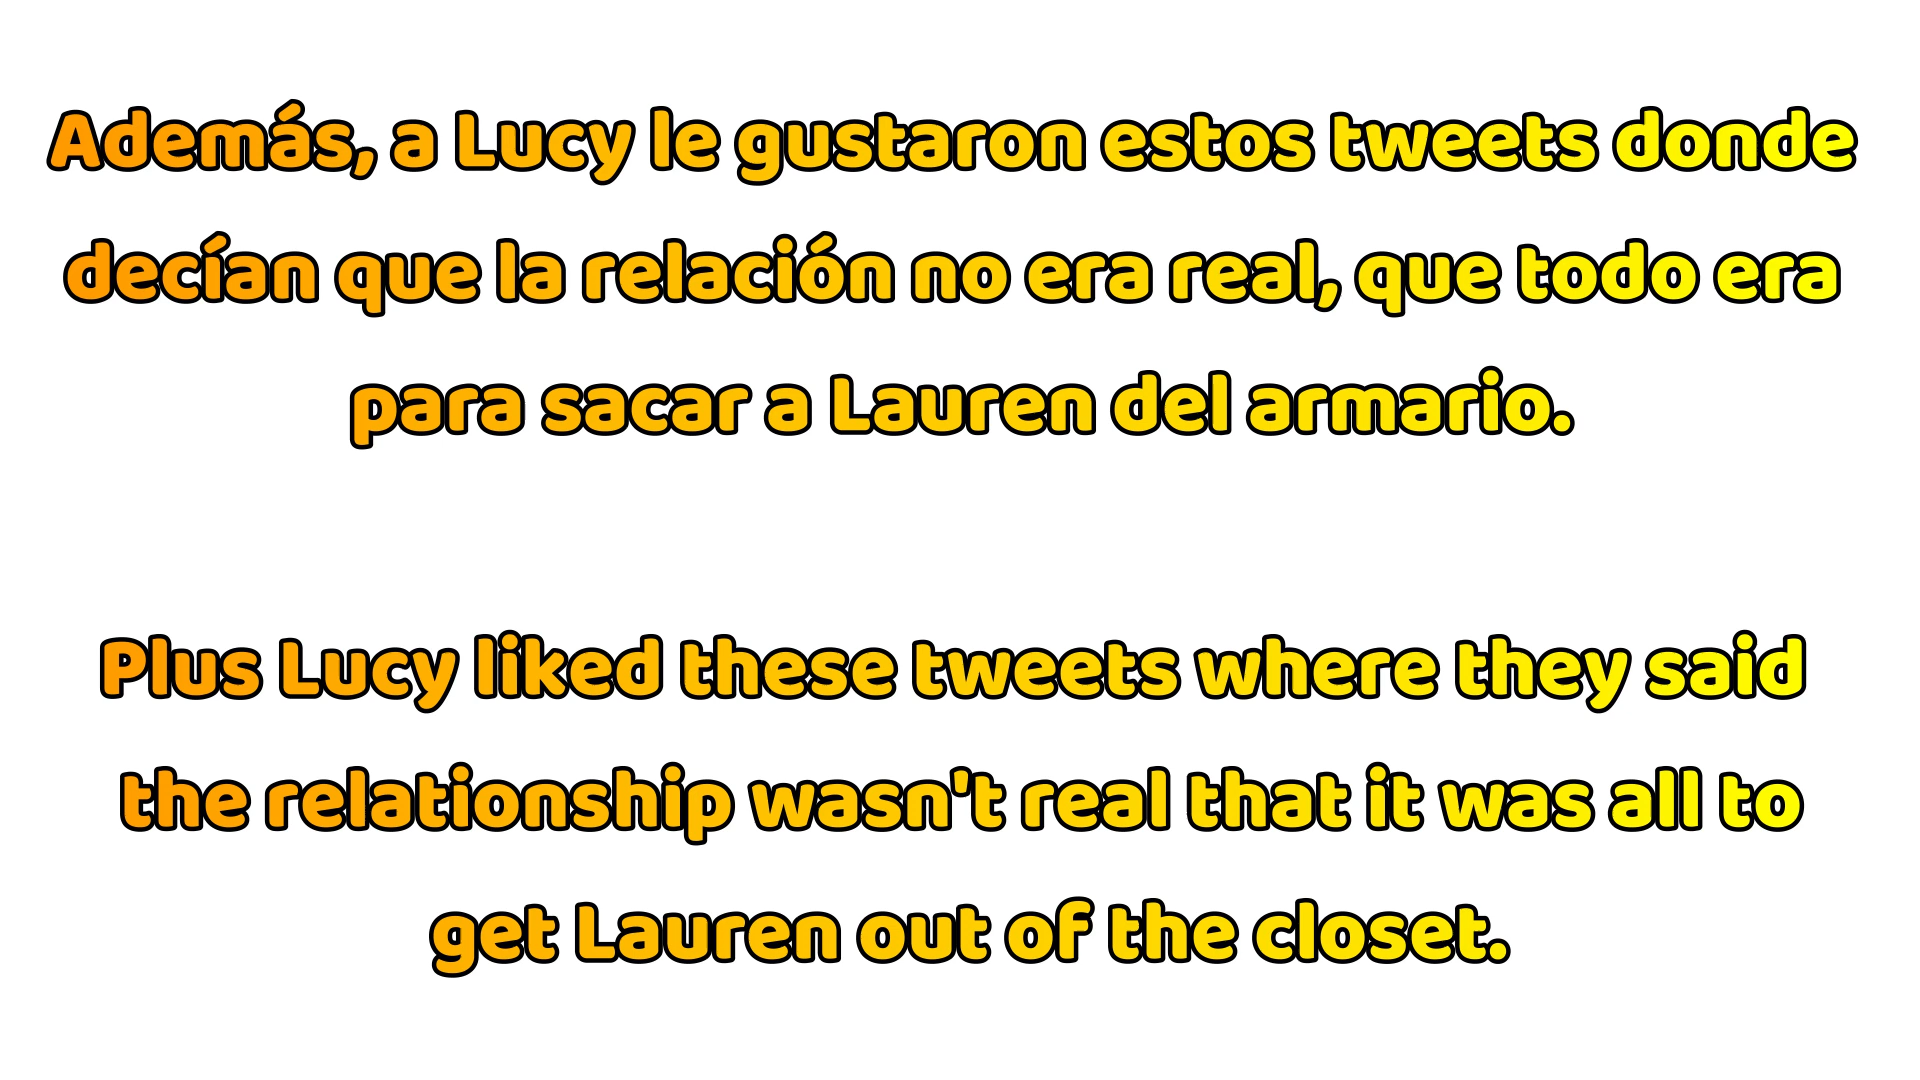 Además, a Lucy le gustaron estos tweets donde
decían que la relación no era real, que todo era
para sacar a Lauren del armario.
Plus Lucy liked these tweets where they said
the relationship wasn't real that it was all to
get Lauren out of the closet.